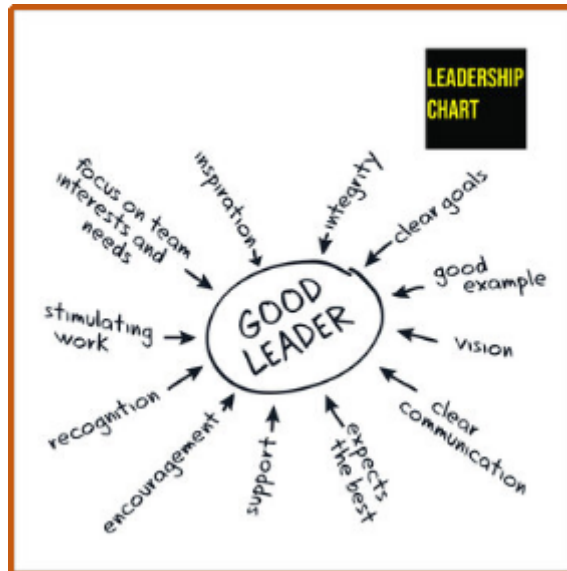 LEADERSHIP
CHART
inspiration
integrity
focus on team
interests and
needs
clear goals
good
example
GOOD
LEADER
stimulating
work
vision
recognition
clear
communication
encouragement
support
expects
the best